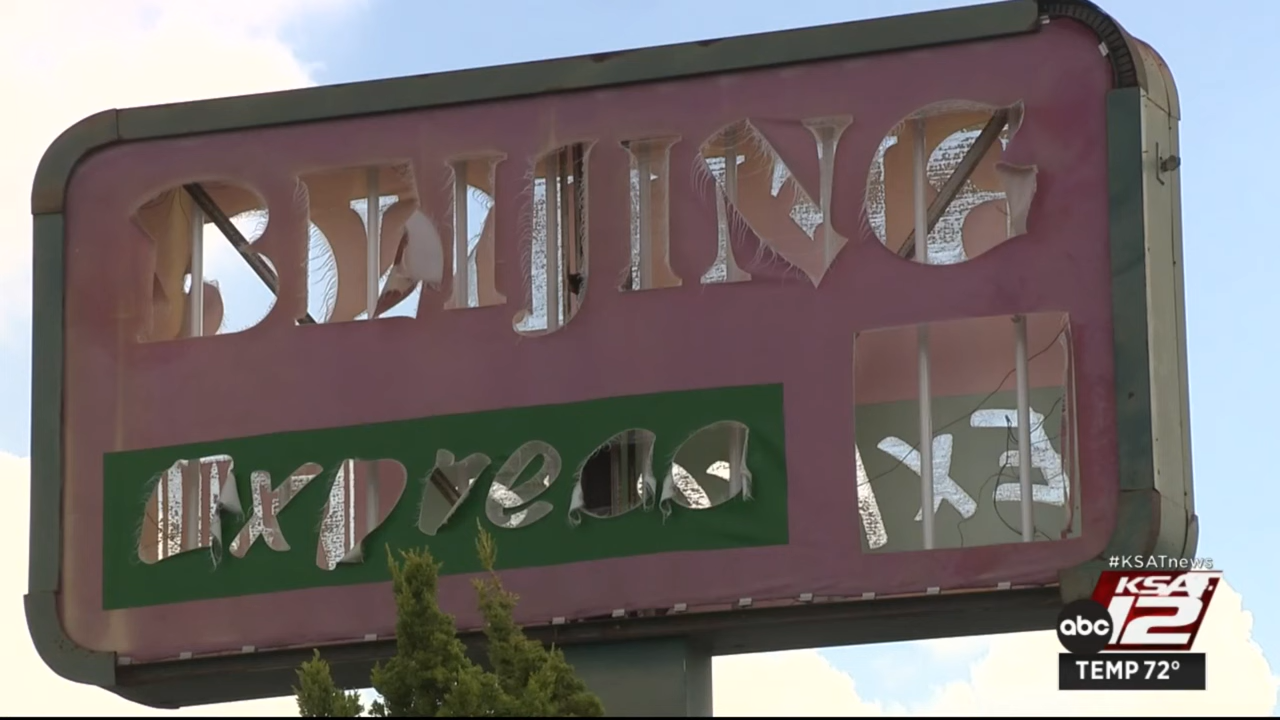 BEIJING
express
#KSATnews
KSAT
abc 12
TEMP 72°